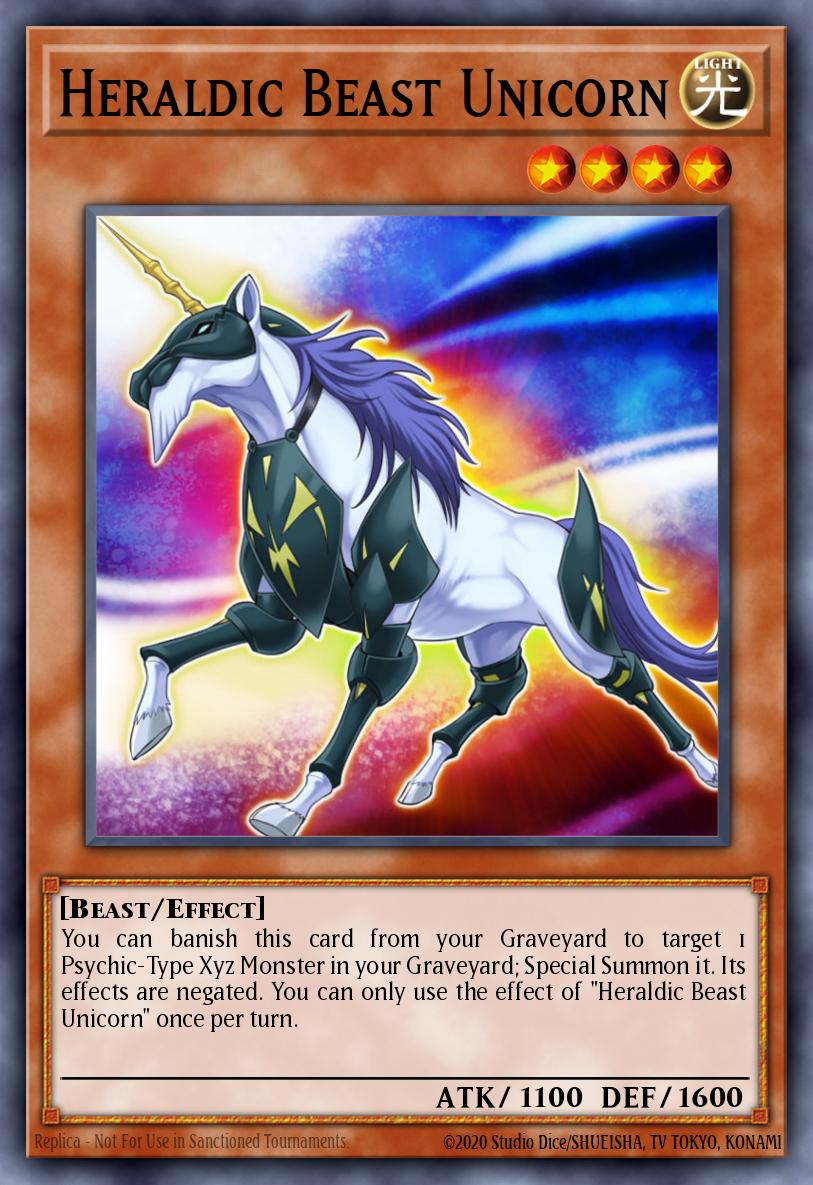 Heraldic Beast Unicorn
LIGHT
光
[Beast/Effect]
You can banish this card from your Graveyard to target 1
Psychic-Type Xyz Monster in your Graveyard; Special Summon it. Its
effects are negated. You can only use the effect of "Heraldic Beast
Unicorn" once per turn.
ATK/ 1100 DEF/ 1600
Replica - Not For Use in Sanctioned Tournaments.
©2020 Studio Dice/SHUEISHA, TV TOKYO, KONAMI